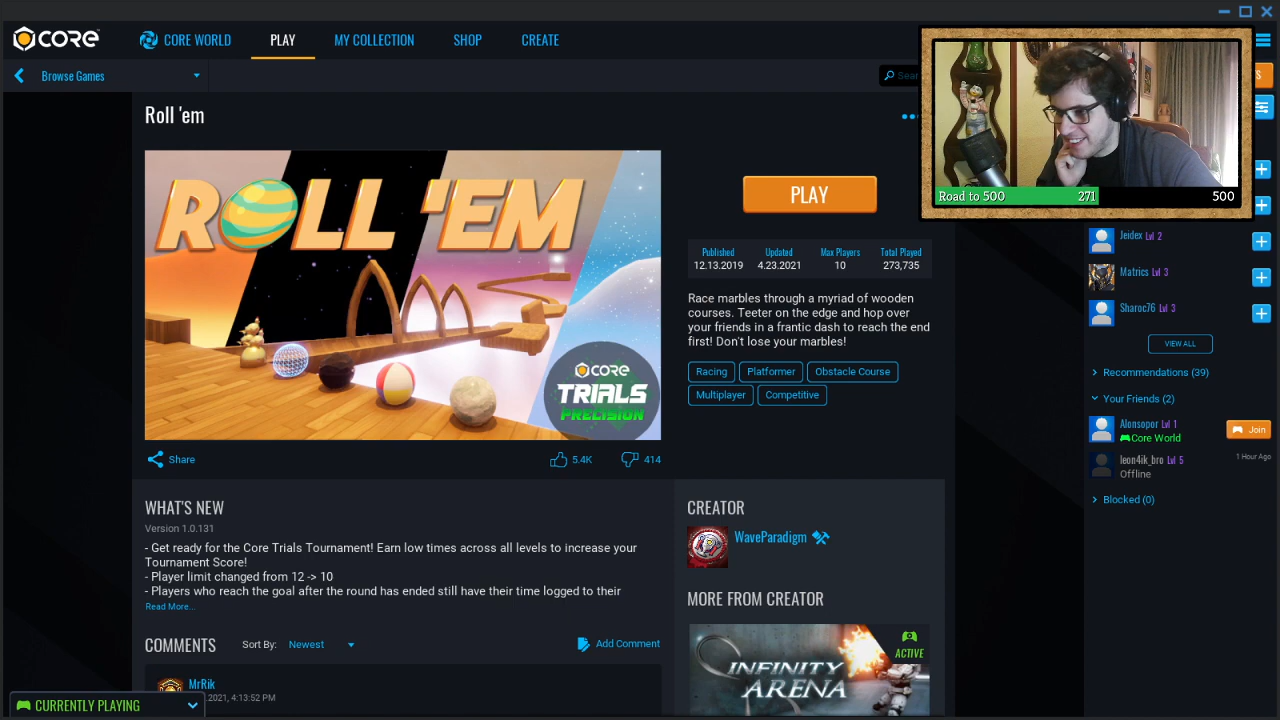 CORE
CORE WORLD
PLAY
MY COLLECTION
SHOP
CREATE
Browse Games
Roll 'em
ROLL 'EM
CORE
TRIALS
PRECISION
Share
5.4K
414
PLAY
Published
Updated
Max Players
Total Played
12.13.2019
4.23.2021
10
273,735
Race marbles through a myriad of wooden
courses. Teeter on the edge and hop over
your friends in a frantic dash to reach the end
first! Don't lose your marbles!
Racing
Platformer
Obstacle Course
Multiplayer
Competitive
WHAT'S NEW
Version 1.0.131
- Get ready for the Core Trials Tournament! Earn low times across all levels to increase your
Tournament Score!
- Player limit changed from 12 -> 10
- Players who reach the goal after the round has ended still have their time logged to their
Read More...
COMMENTS
Sort By:
Newest
Add Comment
MrRik
2021, 4:13:52 PM
CREATOR
WaveParadigm
MORE FROM CREATOR
INFINITY
ARENA
ACTIVE
Road to 500
271
500
Jeidex Lvl 2
Matrics Lvl 3
Sharoc76 Lvl 3
VIEW ALL
Recommendations (39)
Your Friends (2)
Alonsopor Lvl 1
Core World
Join
leon4ik_bro Lvl 5
Offline
1 Hour Ago
Blocked (0)
CURRENTLY PLAYING